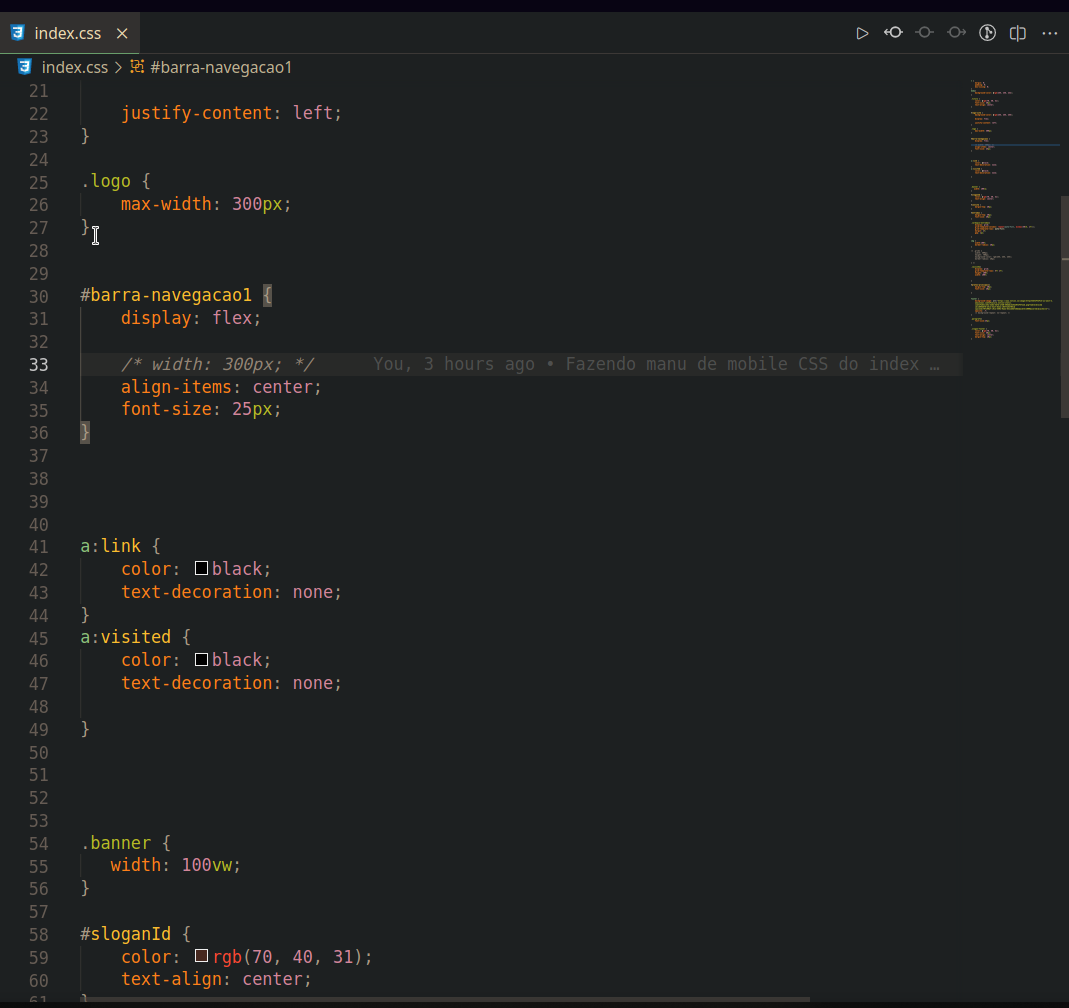 index.css
index.css > #barra-navegacao1
21
22 justify-content: left;
23 }
24
25 .logo {
26 max-width: 300px;
27 }
28
29
30 #barra-navegacao1 {
31 display: flex;
32
33 /* width: 300px; */ You, 3 hours ago • Fazendo manu de mobile CSS do index …
34 align-items: center;
35 font-size: 25px;
36 }
37
38
39
40
41 a:link {
42 color: black;
43 text-decoration: none;
44 }
45 a:visited {
46 color: black;
47 text-decoration: none;
48
49 }
50
51
52
53
54 .banner {
55 width: 100vw;
56 }
57
58 #sloganId {
59 color: rgb(70, 40, 31);
60 text-align: center;
61 }